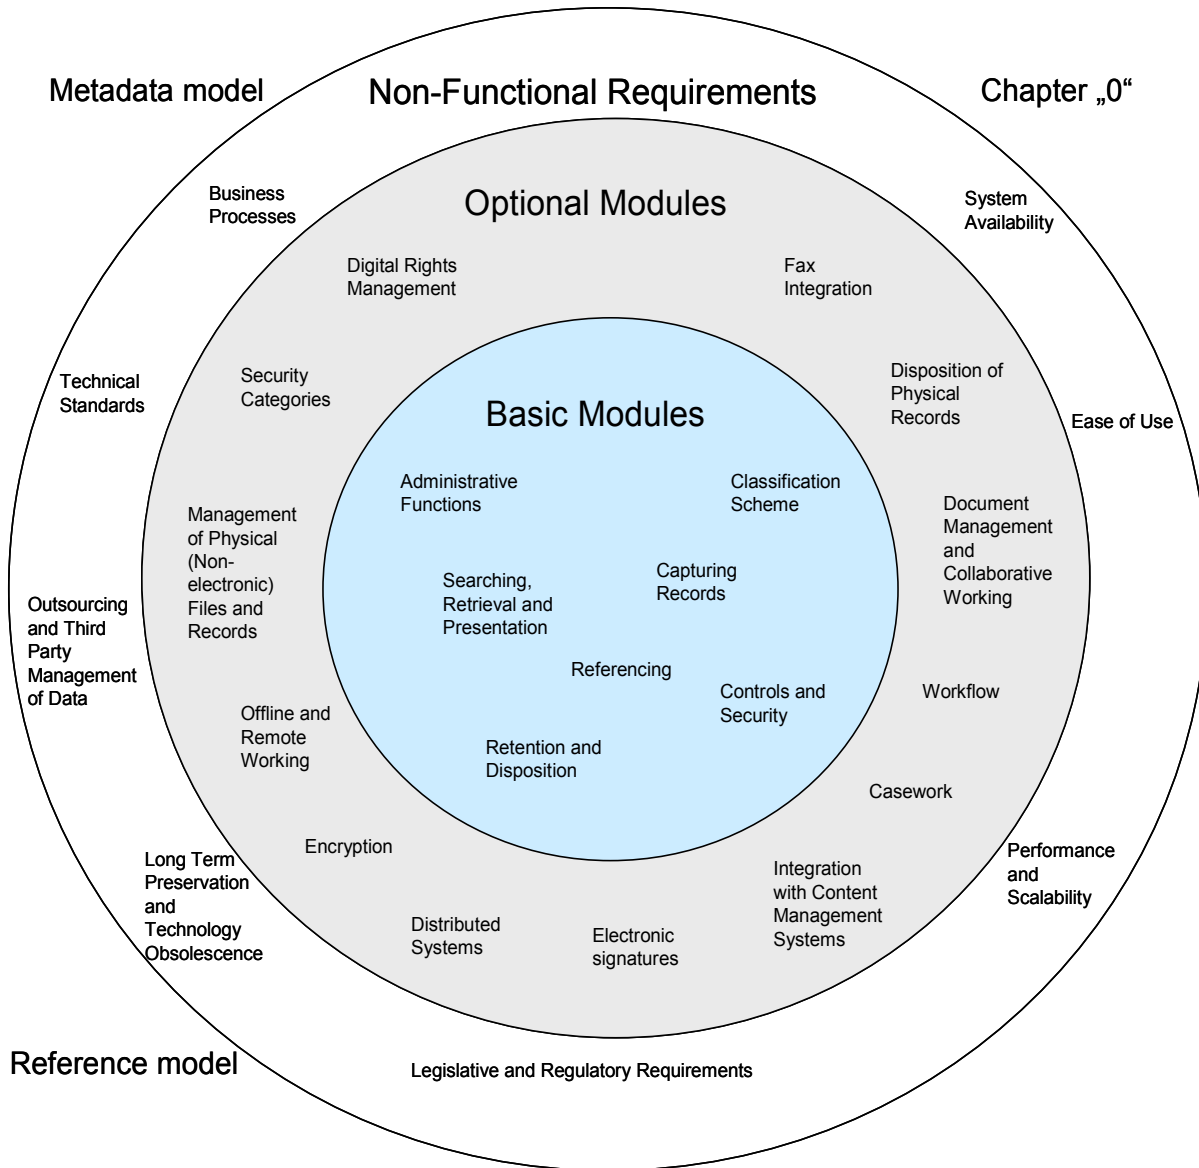 Metadata model
Non-Functional Requirements
Chapter „0“
Business
Processes
System
Availability
Optional Modules
Digital Rights
Management
Fax
Integration
Technical
Standards
Security
Categories
Disposition of
Physical
Records
Ease of Use
Basic Modules
Administrative
Functions
Classification
Scheme
Management
of Physical
(Non-
electronic)
Files and
Records
Document
Management
and
Collaborative
Working
Searching,
Retrieval and
Presentation
Capturing
Records
Outsourcing
and Third
Party
Management
of Data
Referencing
Controls and
Security
Workflow
Offline and
Remote
Working
Retention and
Disposition
Casework
Encryption
Long Term
Preservation
and
Technology
Obsolescence
Performance
and
Scalability
Integration
with Content
Management
Systems
Distributed
Systems
Electronic
signatures
Reference model
Legislative and Regulatory Requirements